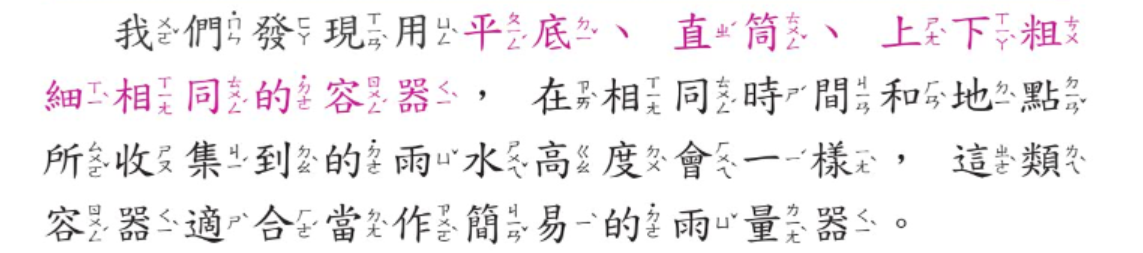 我們發現用平底、直筒、上下粗
細相同的容器，在相同時間和地點
所收集到的雨水高度會一樣，這類
容器適合當作簡易的雨量器。